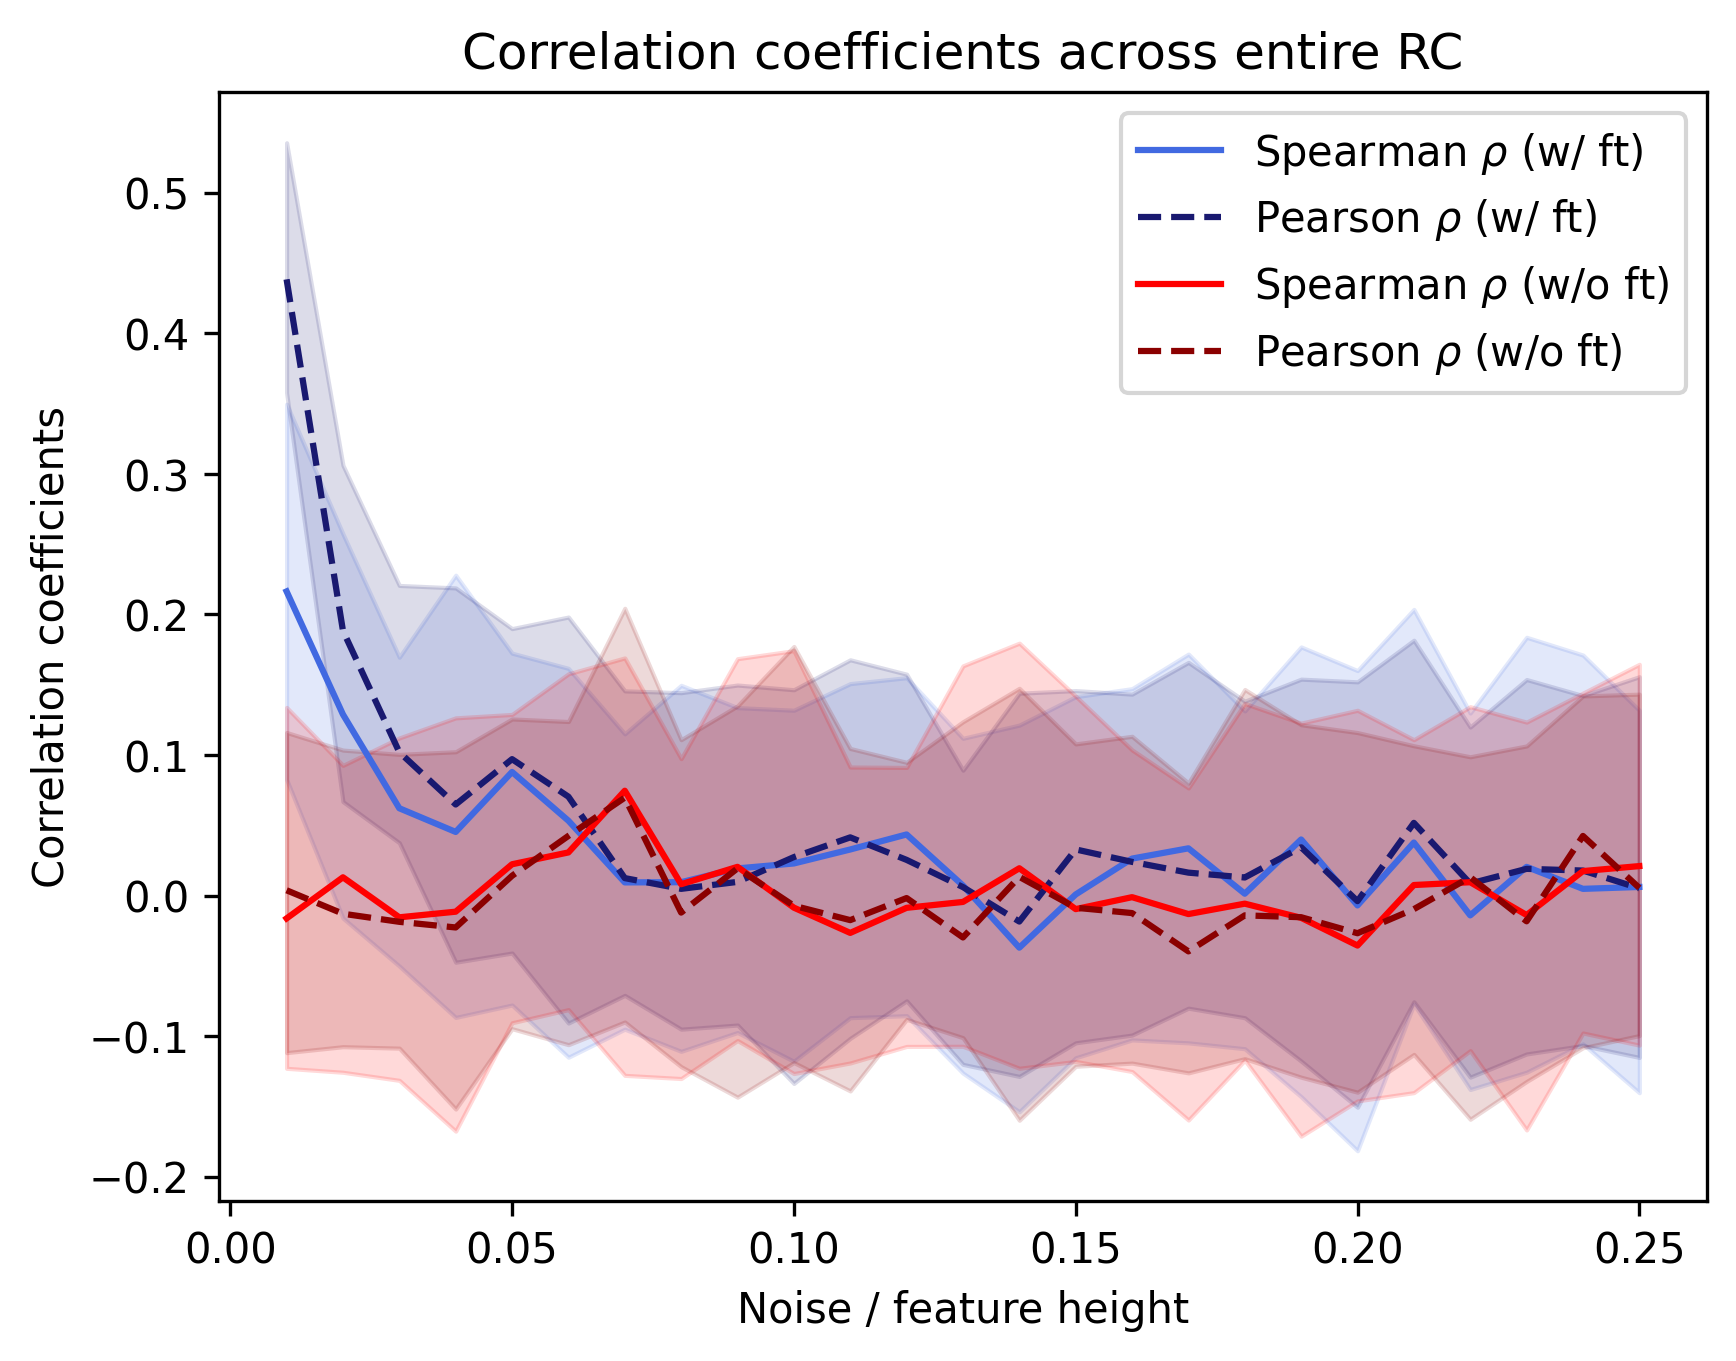 Correlation coefficients across entire RC
Spearman ρ (w/ ft)
Pearson ρ (w/ ft)
Spearman ρ (w/o ft)
Pearson ρ (w/o ft)
Correlation coefficients
0.5
0.4
0.3
0.2
0.1
0.0
−0.1
−0.2
0.00 0.05 0.10 0.15 0.20 0.25
Noise / feature height